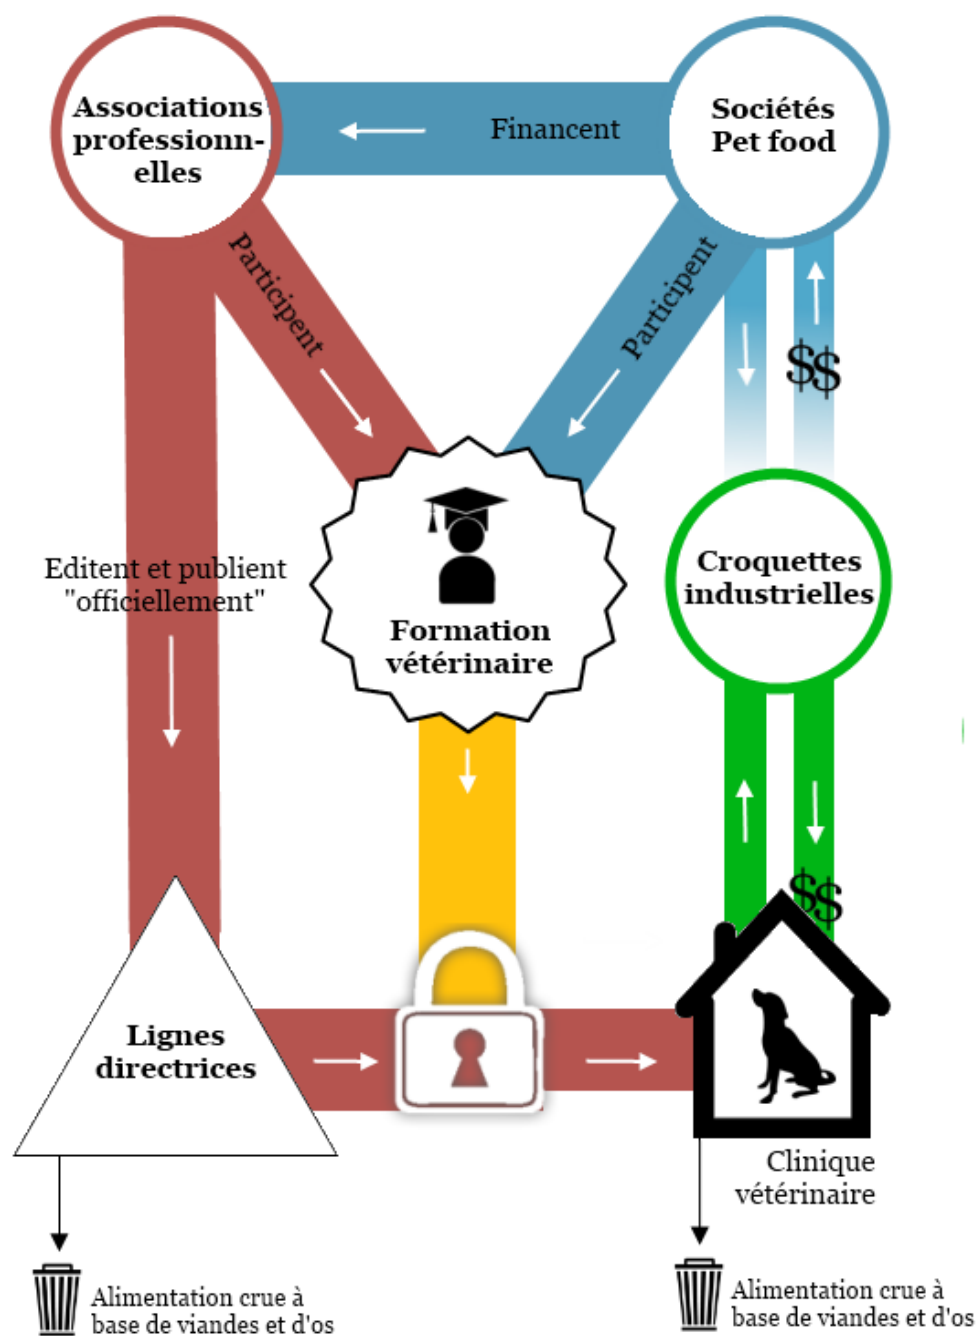 Associations
professionn-
elles
Financent
Sociétés
Pet food
Participent
Participent
$$
Editent et publient
"officiellement"
Formation
vétérinaire
Croquettes
industrielles
$$
Lignes
directrices
Clinique
vétérinaire
Alimentation crue à
base de viandes et d'os
Alimentation crue à
base de viandes et d'os